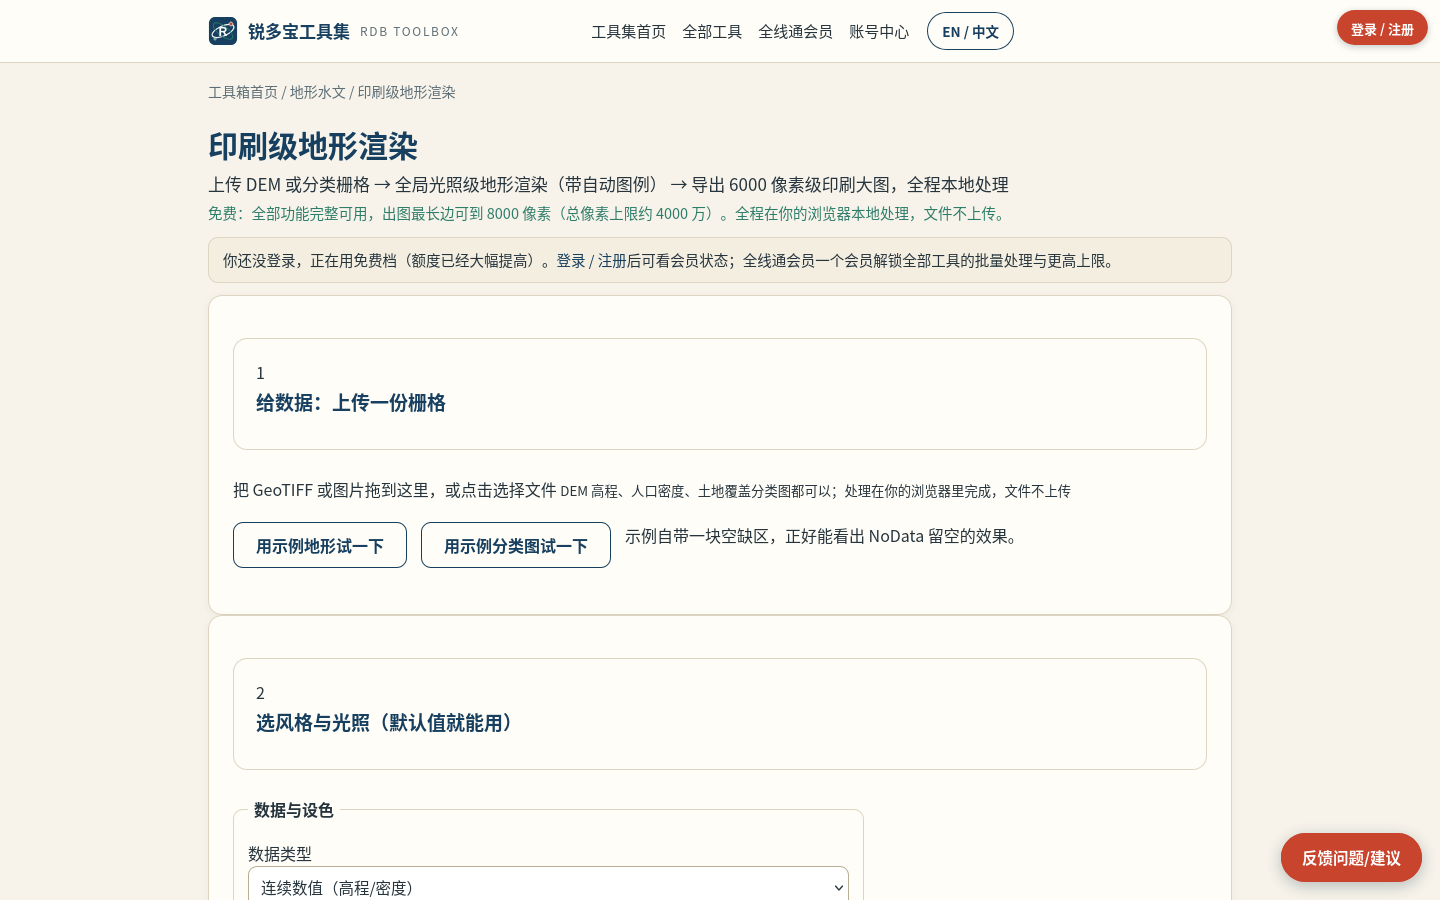 锐多宝工具集 RDB TOOLBOX 工具集首页 全部工具 全线通会员 账号中心 EN / 中文 登录 / 注册
工具箱首页 / 地形水文 / 印刷级地形渲染
印刷级地形渲染
上传 DEM 或分类栅格 → 全局光照级地形渲染（带自动图例） → 导出 6000 像素级印刷大图，全程本地处理
免费：全部功能完整可用，出图最长边可到 8000 像素（总像素上限约 4000 万）。全程在你的浏览器本地处理，文件不上传。
你还没登录，正在用免费档（额度已经大幅提高）。登录 / 注册后可看会员状态；全线通会员一个会员解锁全部工具的批量处理与更高上限。
1
给数据：上传一份栅格
把 GeoTIFF 或图片拖到这里，或点击选择文件 DEM 高程、人口密度、土地覆盖分类图都可以；处理在你的浏览器里完成，文件不上传
用示例地形试一下 用示例分类图试一下 示例自带一块空缺区，正好能看出 NoData 留空的效果。
2
选风格与光照（默认值就能用）
数据与设色
数据类型
连续数值（高程/密度）
反馈问题/建议